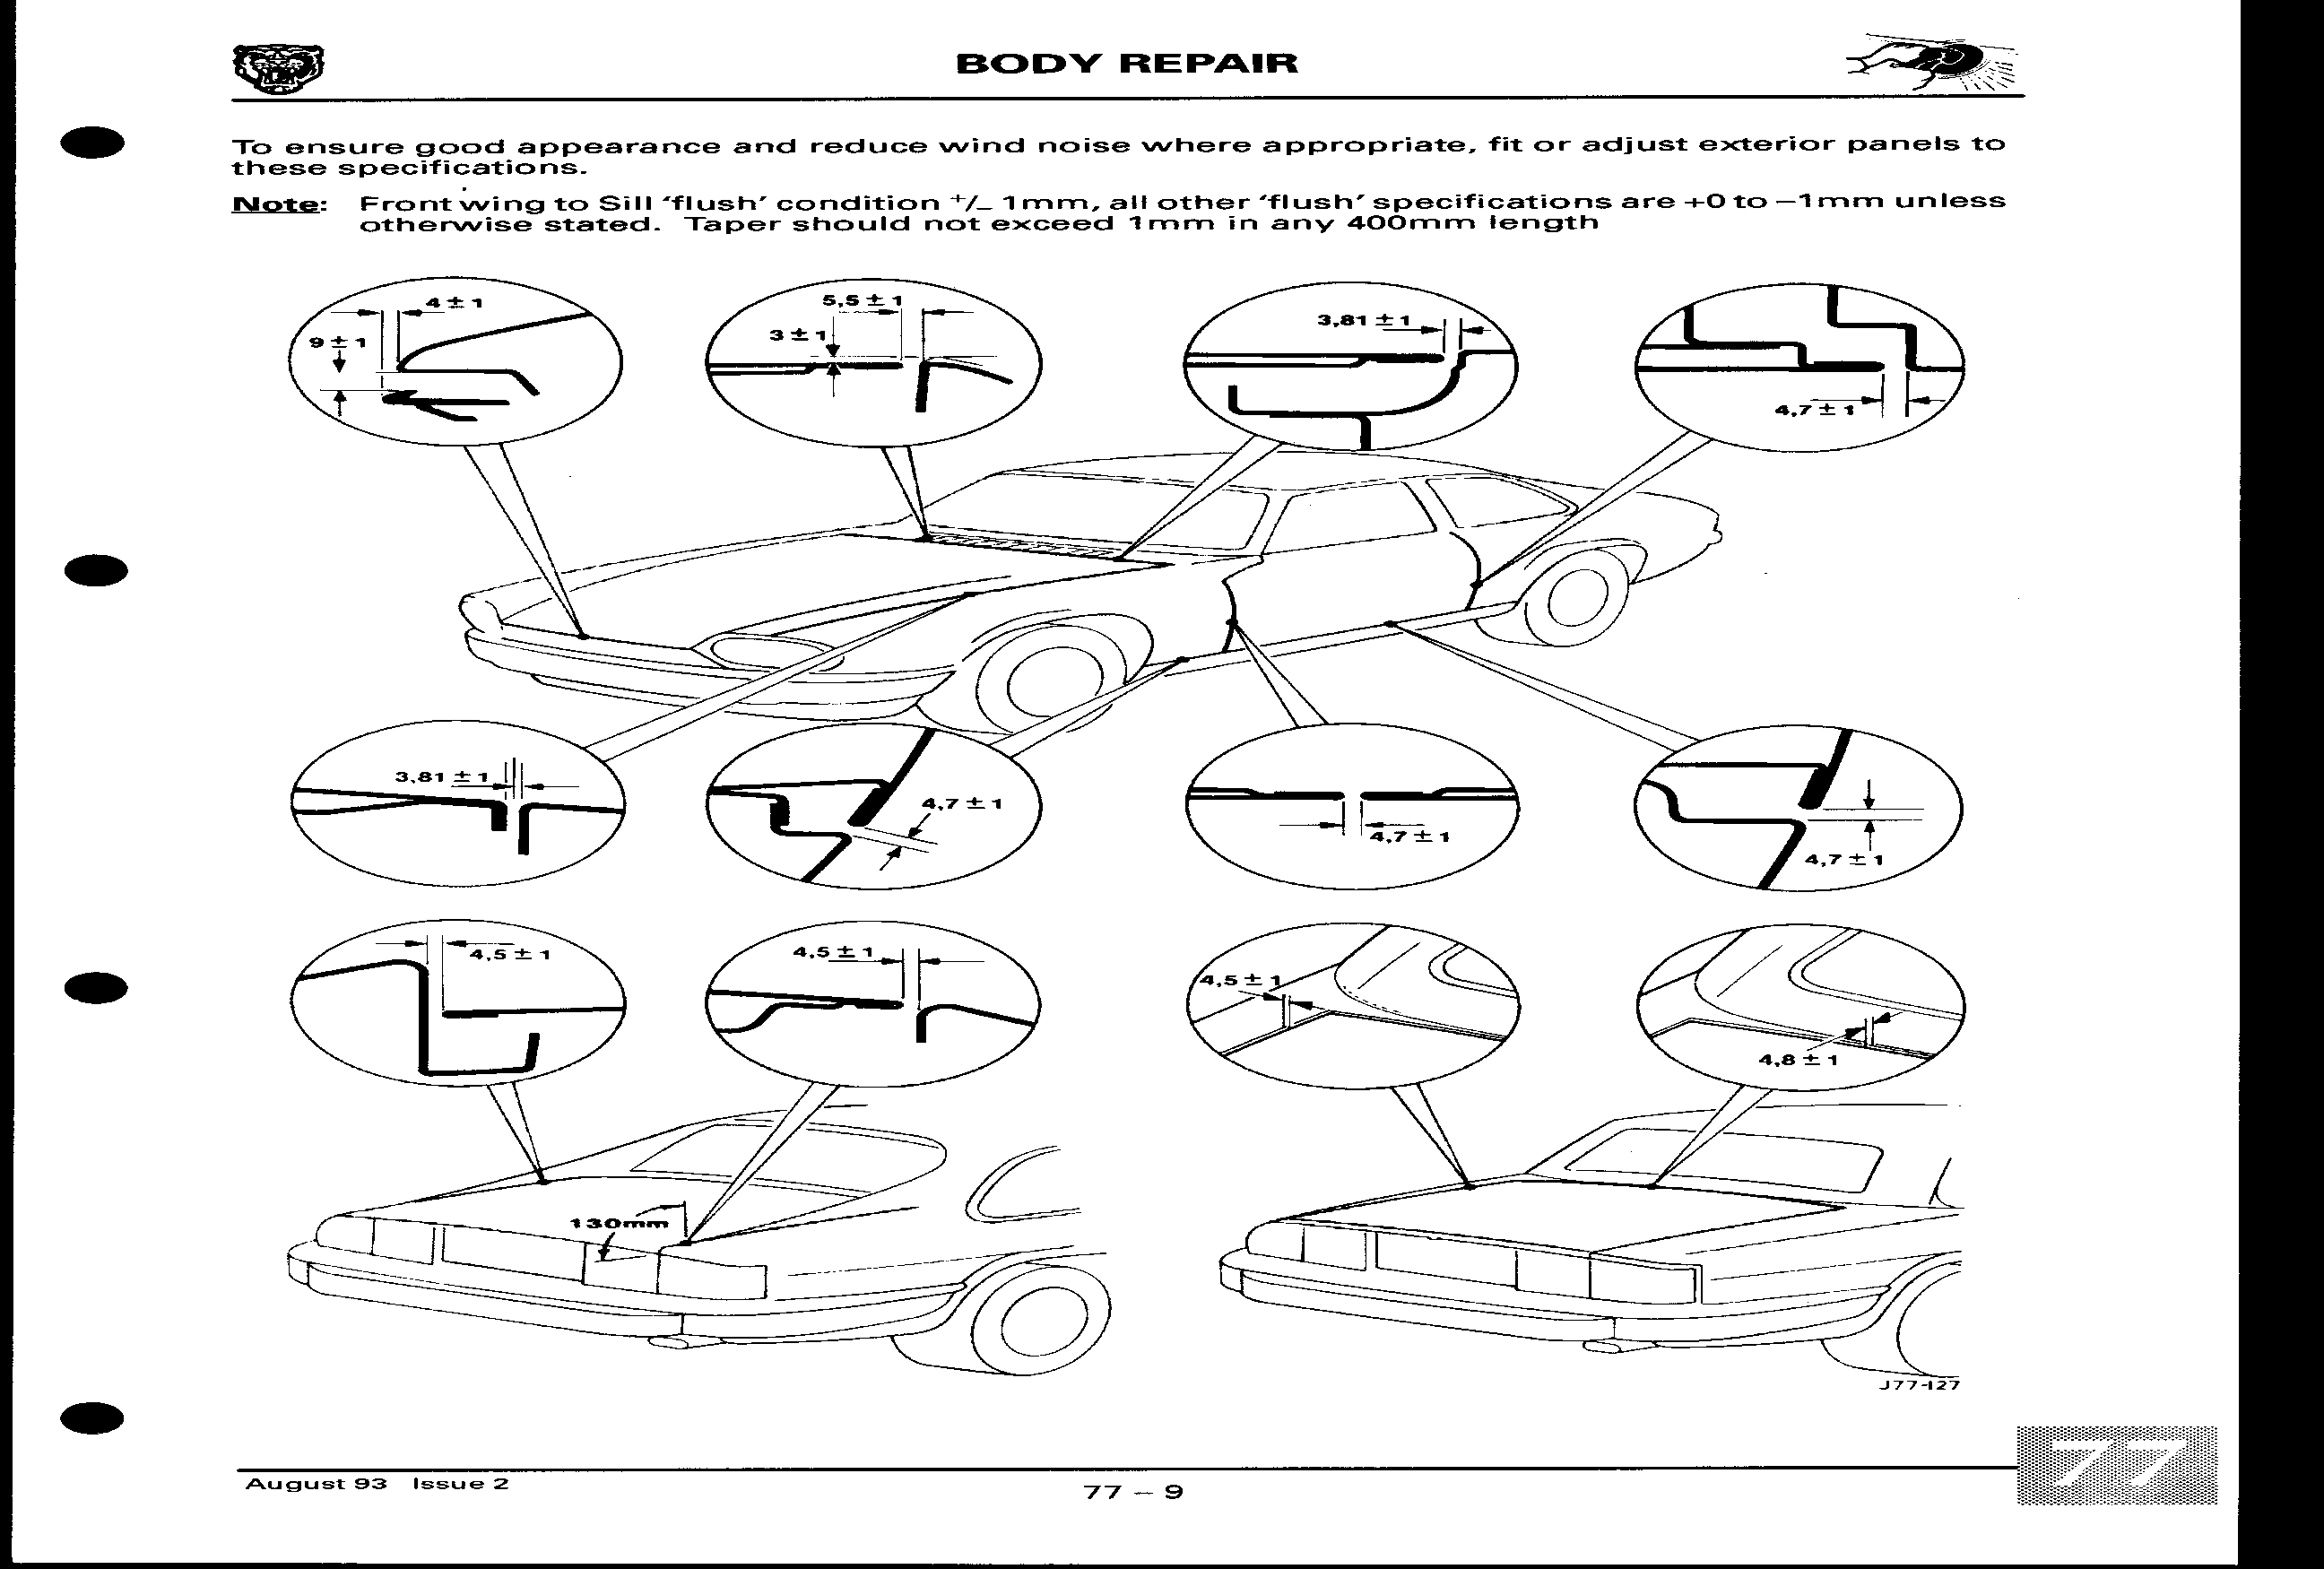 BODY REPAIR
To ensure good appearance and reduce wind noise where appropriate, fit or adjust exterior panels to
these specifications.
Note: Front wing to Sill ‘flush’ condition +/_ 1mm, all other ‘flush’ specifications are +0 to −1mm unless
otherwise stated. Taper should not exceed 1mm in any 400mm length
4 ± 1
9 ± 1
5,5 ± 1
3 ± 1
3,81 ± 1
4,7 ± 1
3,81 ± 1
4,7 ± 1
4,7 ± 1
4,7 ± 1
4,5 ± 1
4,5 ± 1
4,5 ± 1
4,8 ± 1
130mm
J77-127
77
August 93 Issue 2
77 – 9